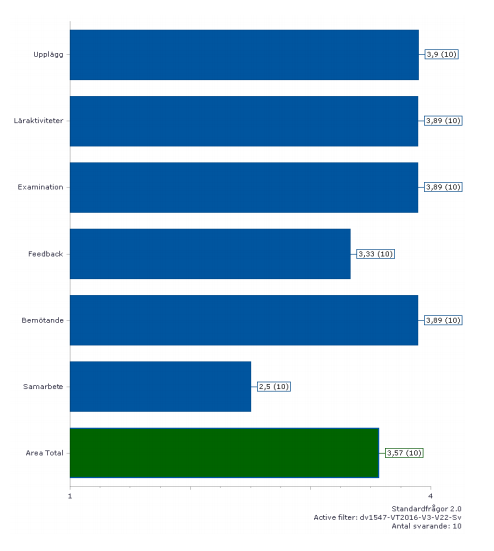 Upplägg 3,9 (10)
Läraktiviteter 3,89 (10)
Examination 3,89 (10)
Feedback 3,33 (10)
Bemötande 3,89 (10)
Samarbete 2,5 (10)
Area Total 3,57 (10)
1 4
Standardfrågor 2.0
Active filter: dv1547-VT2016-V3-V22-Sv
Antal svarande: 10